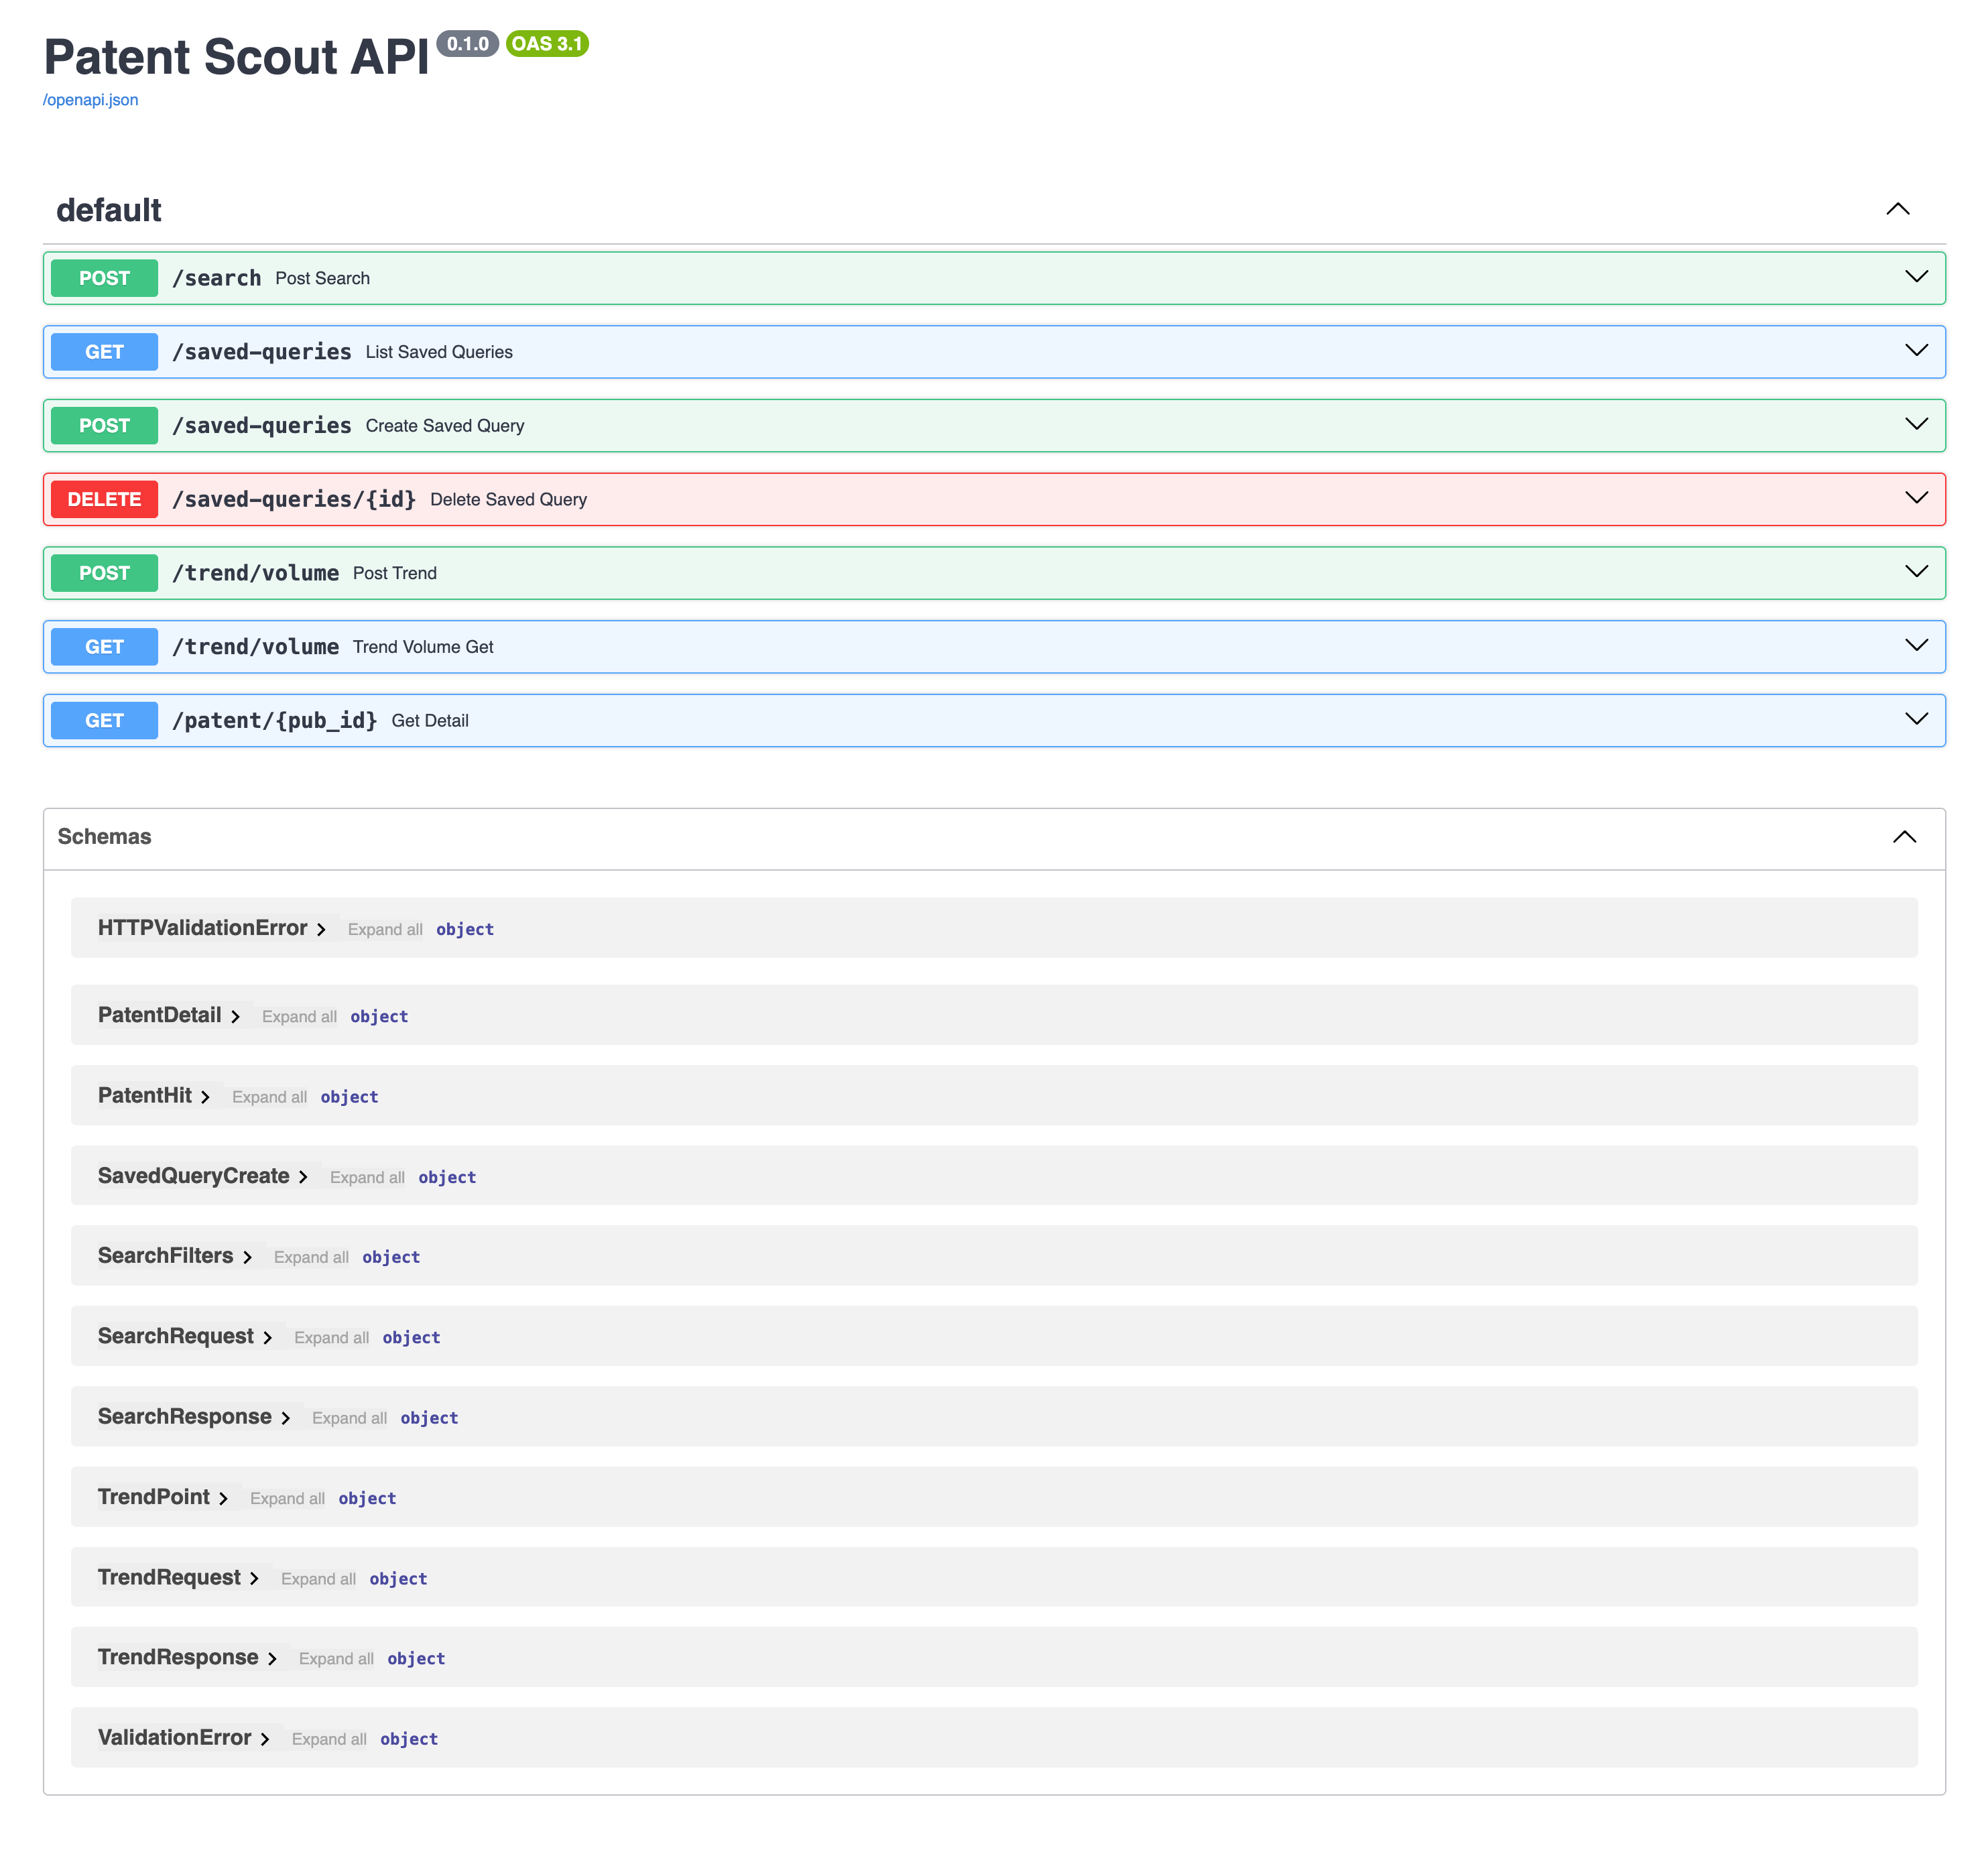 Patent Scout API 0.1.0 OAS 3.1
/openapi.json
default
POST /search Post Search
GET /saved-queries List Saved Queries
POST /saved-queries Create Saved Query
DELETE /saved-queries/{id} Delete Saved Query
POST /trend/volume Post Trend
GET /trend/volume Trend Volume Get
GET /patent/{pub_id} Get Detail
Schemas
HTTPValidationError Expand all object
PatentDetail Expand all object
PatentHit Expand all object
SavedQueryCreate Expand all object
SearchFilters Expand all object
SearchRequest Expand all object
SearchResponse Expand all object
TrendPoint Expand all object
TrendRequest Expand all object
TrendResponse Expand all object
ValidationError Expand all object